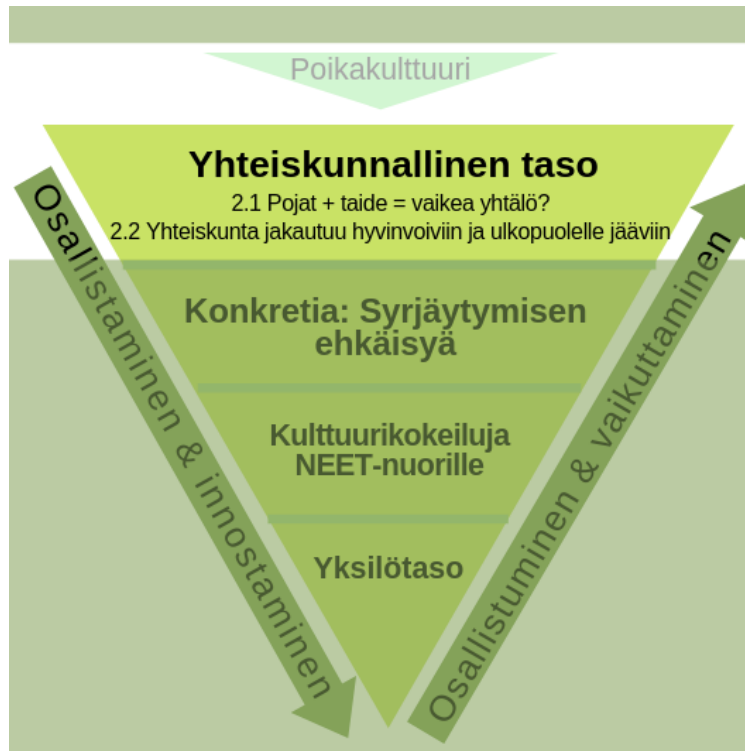 Poikakulttuuri
Yhteiskunnallinen taso
2.1 Pojat + taide = vaikea yhtälö?
2.2 Yhteiskunta jakautuu hyvinvoiviin ja ulkopuolelle jääviin
Konkretia: Syrjäytymisen
ehkäisyä
Kulttuurikokeiluja
NEET-nuorille
Yksilötaso
Osallistaminen & innostaminen
Osallistuminen & vaikuttaminen